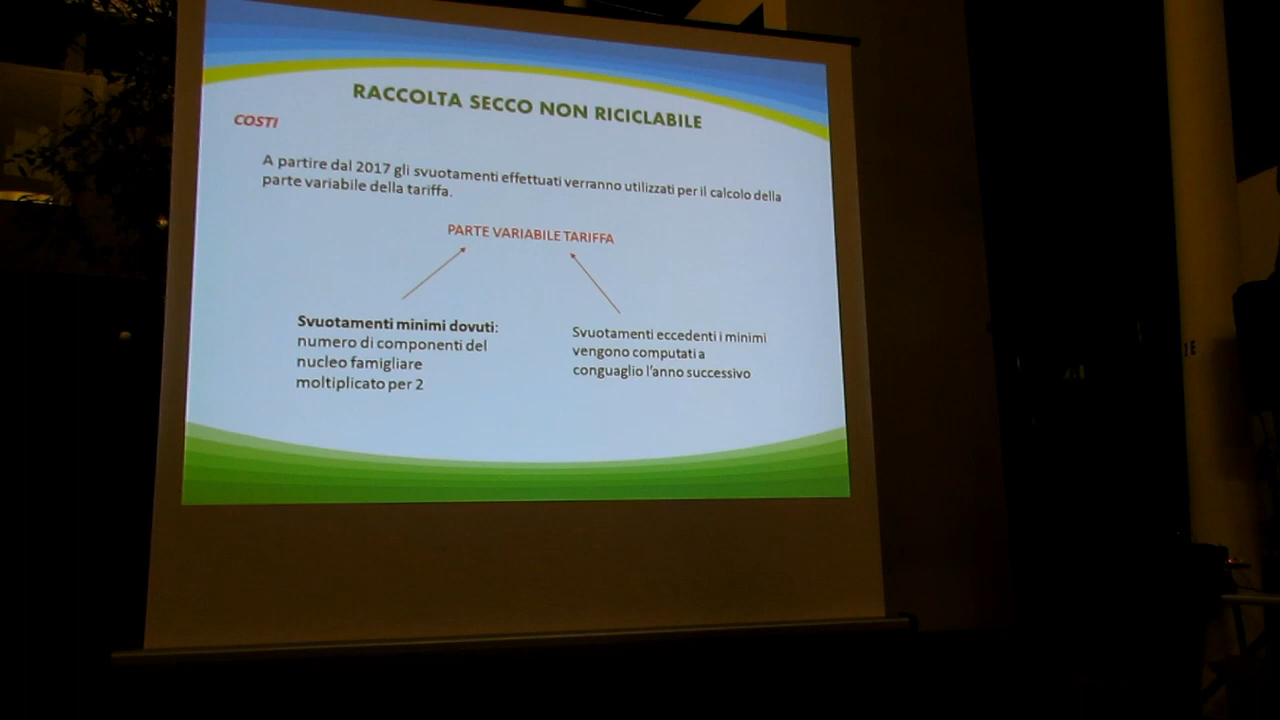 RACCOLTA SECCO NON RICICLABILE
COSTI
A partire dal 2017 gli svuotamenti effettuati verranno utilizzati per il calcolo della
parte variabile della tariffa.
PARTE VARIABILE TARIFFA
Svuotamenti minimi dovuti:
numero di componenti del
nucleo famigliare
moltiplicato per 2
Svuotamenti eccedenti i minimi
vengono computati a
conguaglio l'anno successivo